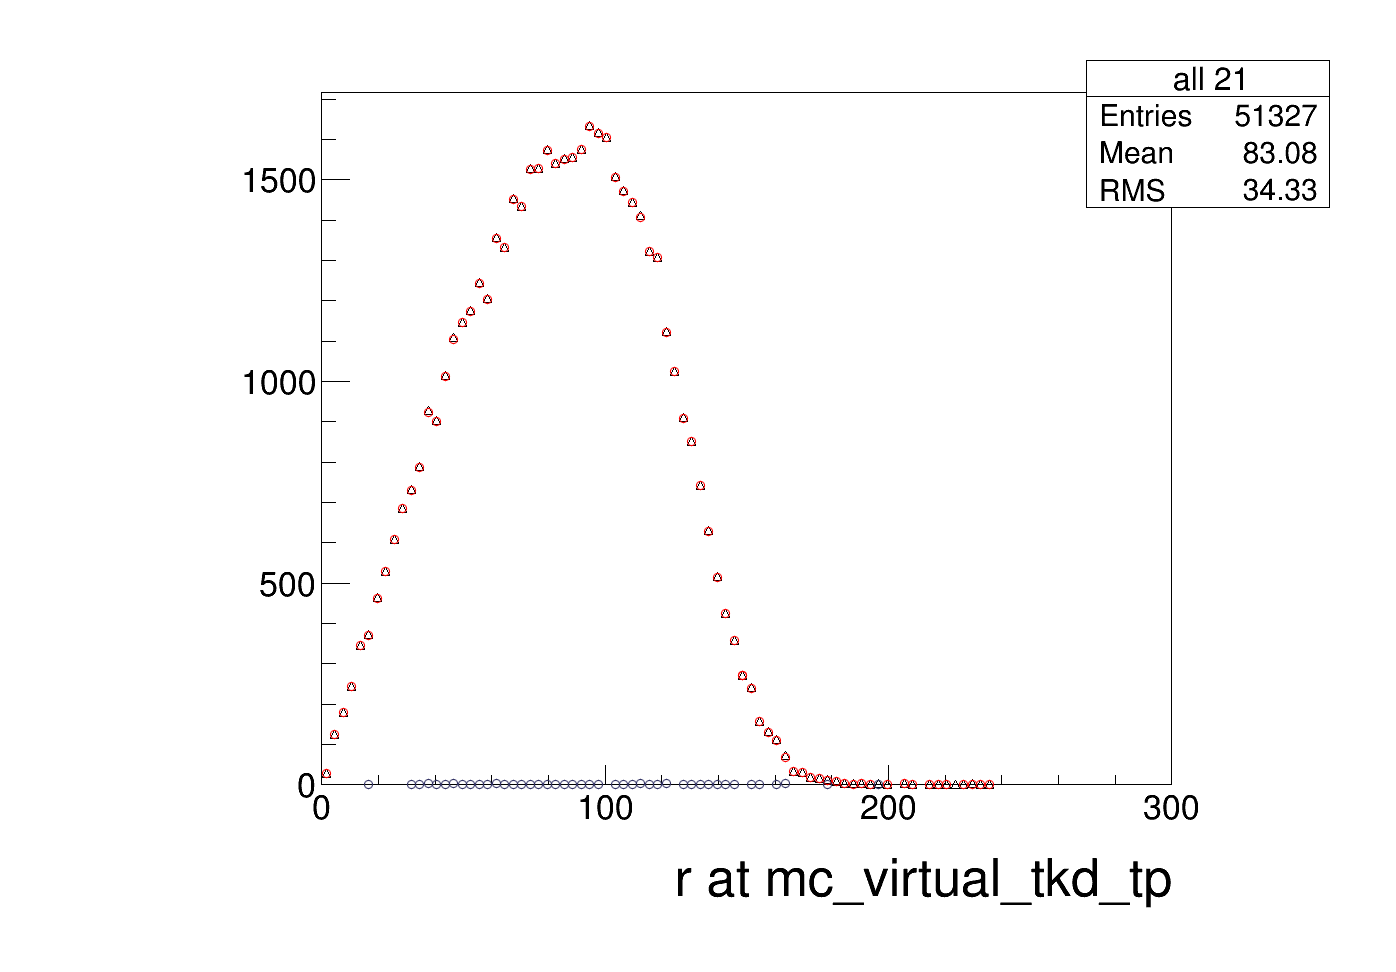 all 21
Entries 51327
Mean 83.08
RMS 34.33
1500
1000
500
0
0 100 200 300
r at mc_virtual_tkd_tp